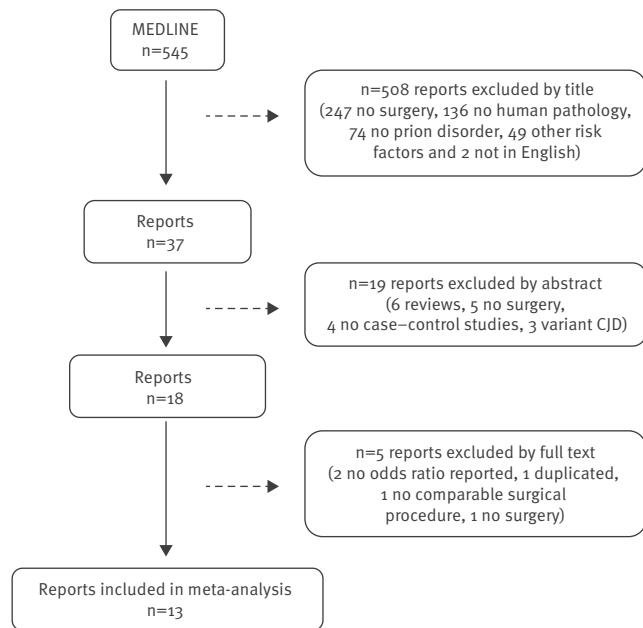 MEDLINE
n=545
n=508 reports excluded by title
(247 no surgery, 136 no human pathology,
74 no prion disorder, 49 other risk
factors and 2 not in English)
Reports
n=37
n=19 reports excluded by abstract
(6 reviews, 5 no surgery,
4 no case–control studies, 3 variant CJD)
Reports
n=18
n=5 reports excluded by full text
(2 no odds ratio reported, 1 duplicated,
1 no comparable surgical
procedure, 1 no surgery)
Reports included in meta-analysis
n=13